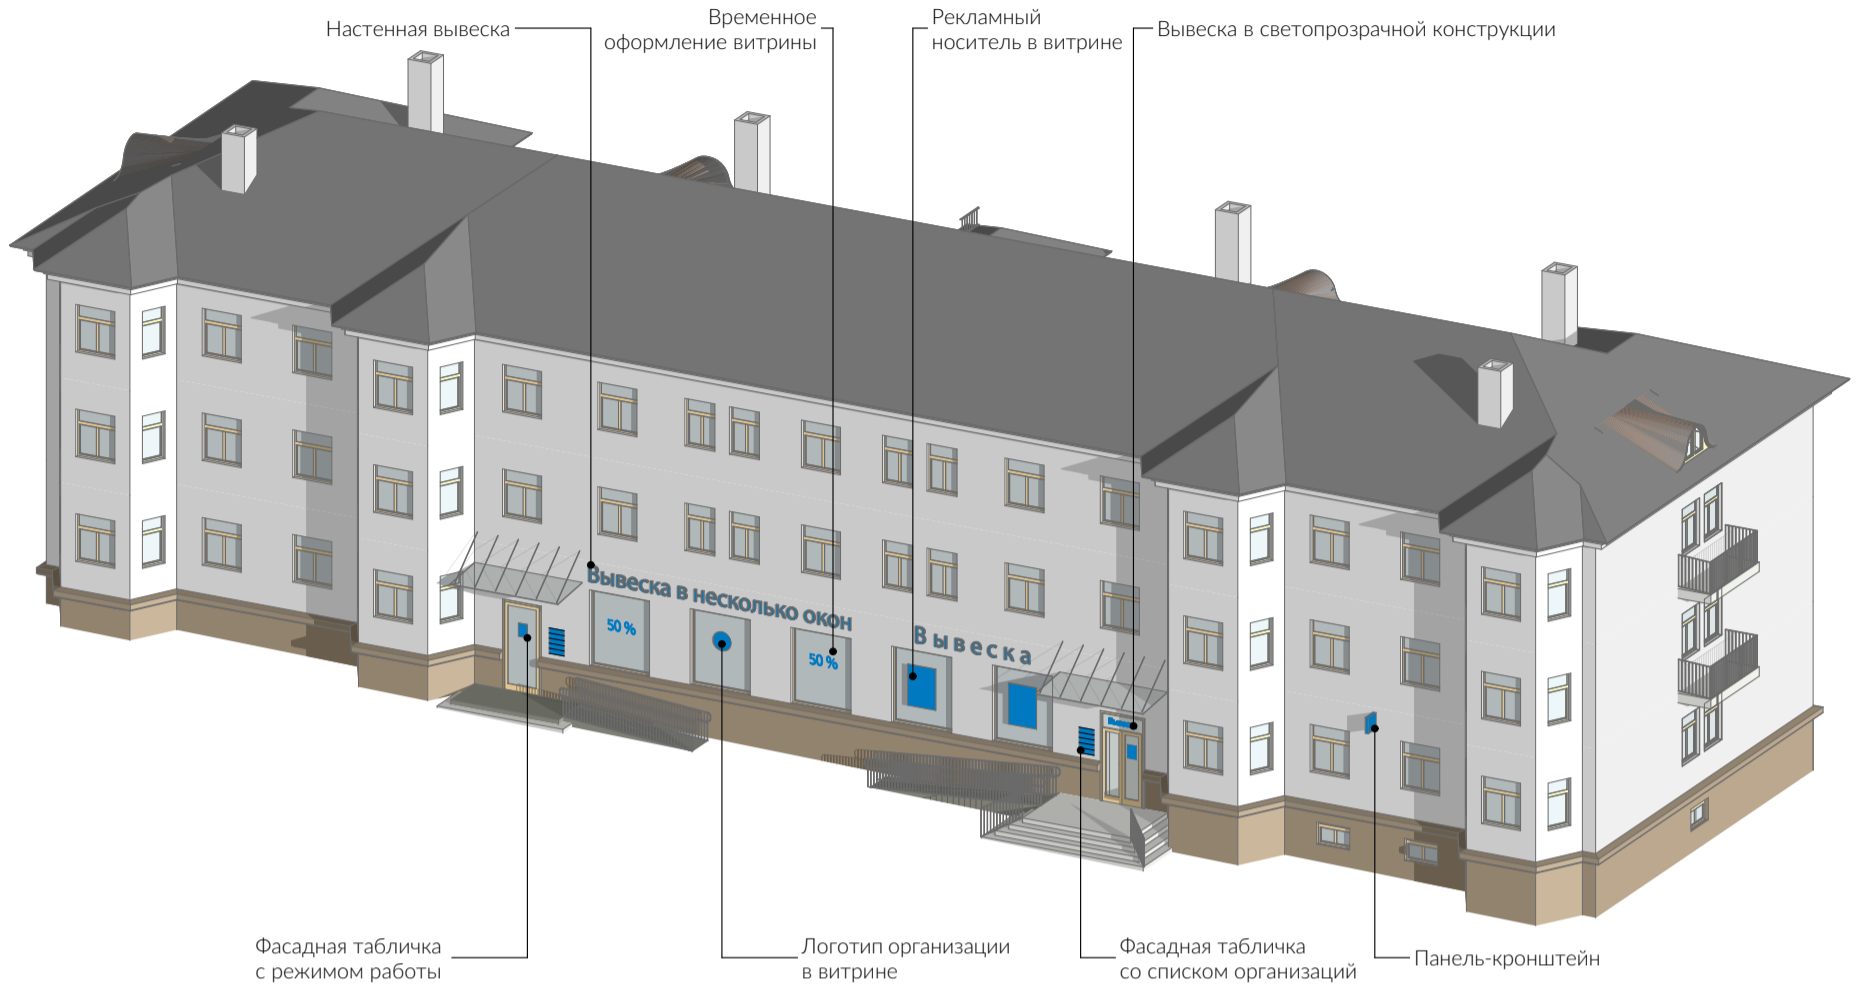 Настенная вывеска
Временное
оформление витрины
Рекламный
носитель в витрине
Вывеска в светопрозрачной конструкции
Вывеска в несколько окон
Вывеска
50 %
50 %
Фасадная табличка
с режимом работы
Логотип организации
в витрине
Фасадная табличка
со списком организаций
Панель-кронштейн